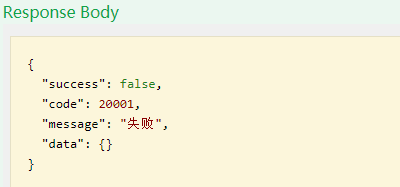 Response Body
{
"success": false,
"code": 20001,
"message": "失败",
"data": {}
}